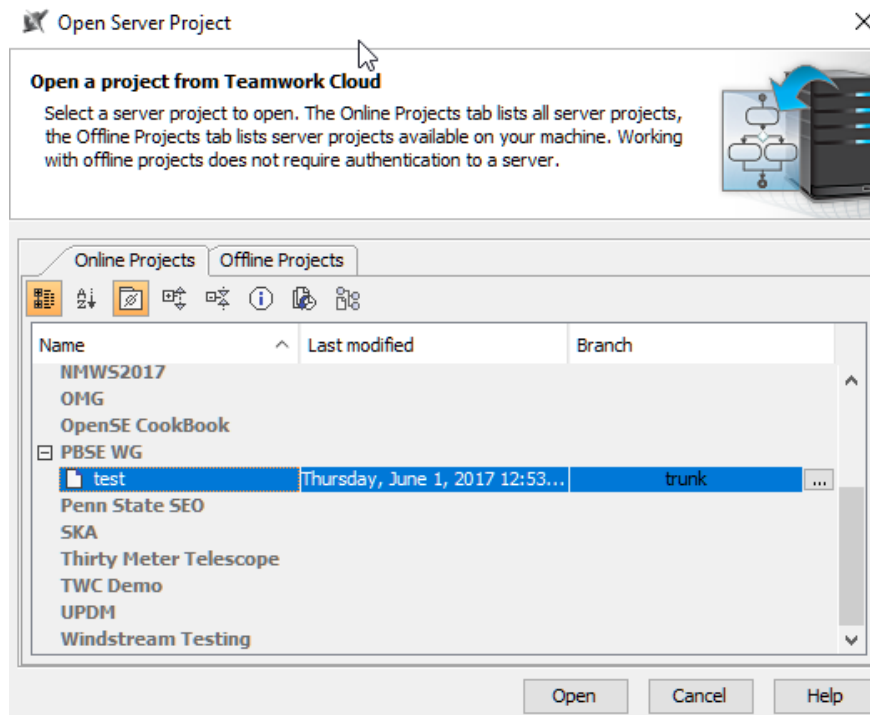 Open Server Project
Open a project from Teamwork Cloud
Select a server project to open. The Online Projects tab lists all server projects,
the Offline Projects tab lists server projects available on your machine. Working
with offline projects does not require authentication to a server.
Online Projects Offline Projects
Name Last modified Branch
NMWS2017
OMG
OpenSE CookBook
PBSE WG
test Thursday, June 1, 2017 12:53... trunk ...
Penn State SEO
SKA
Thirty Meter Telescope
TWC Demo
UPDM
Windstream Testing
Open Cancel Help